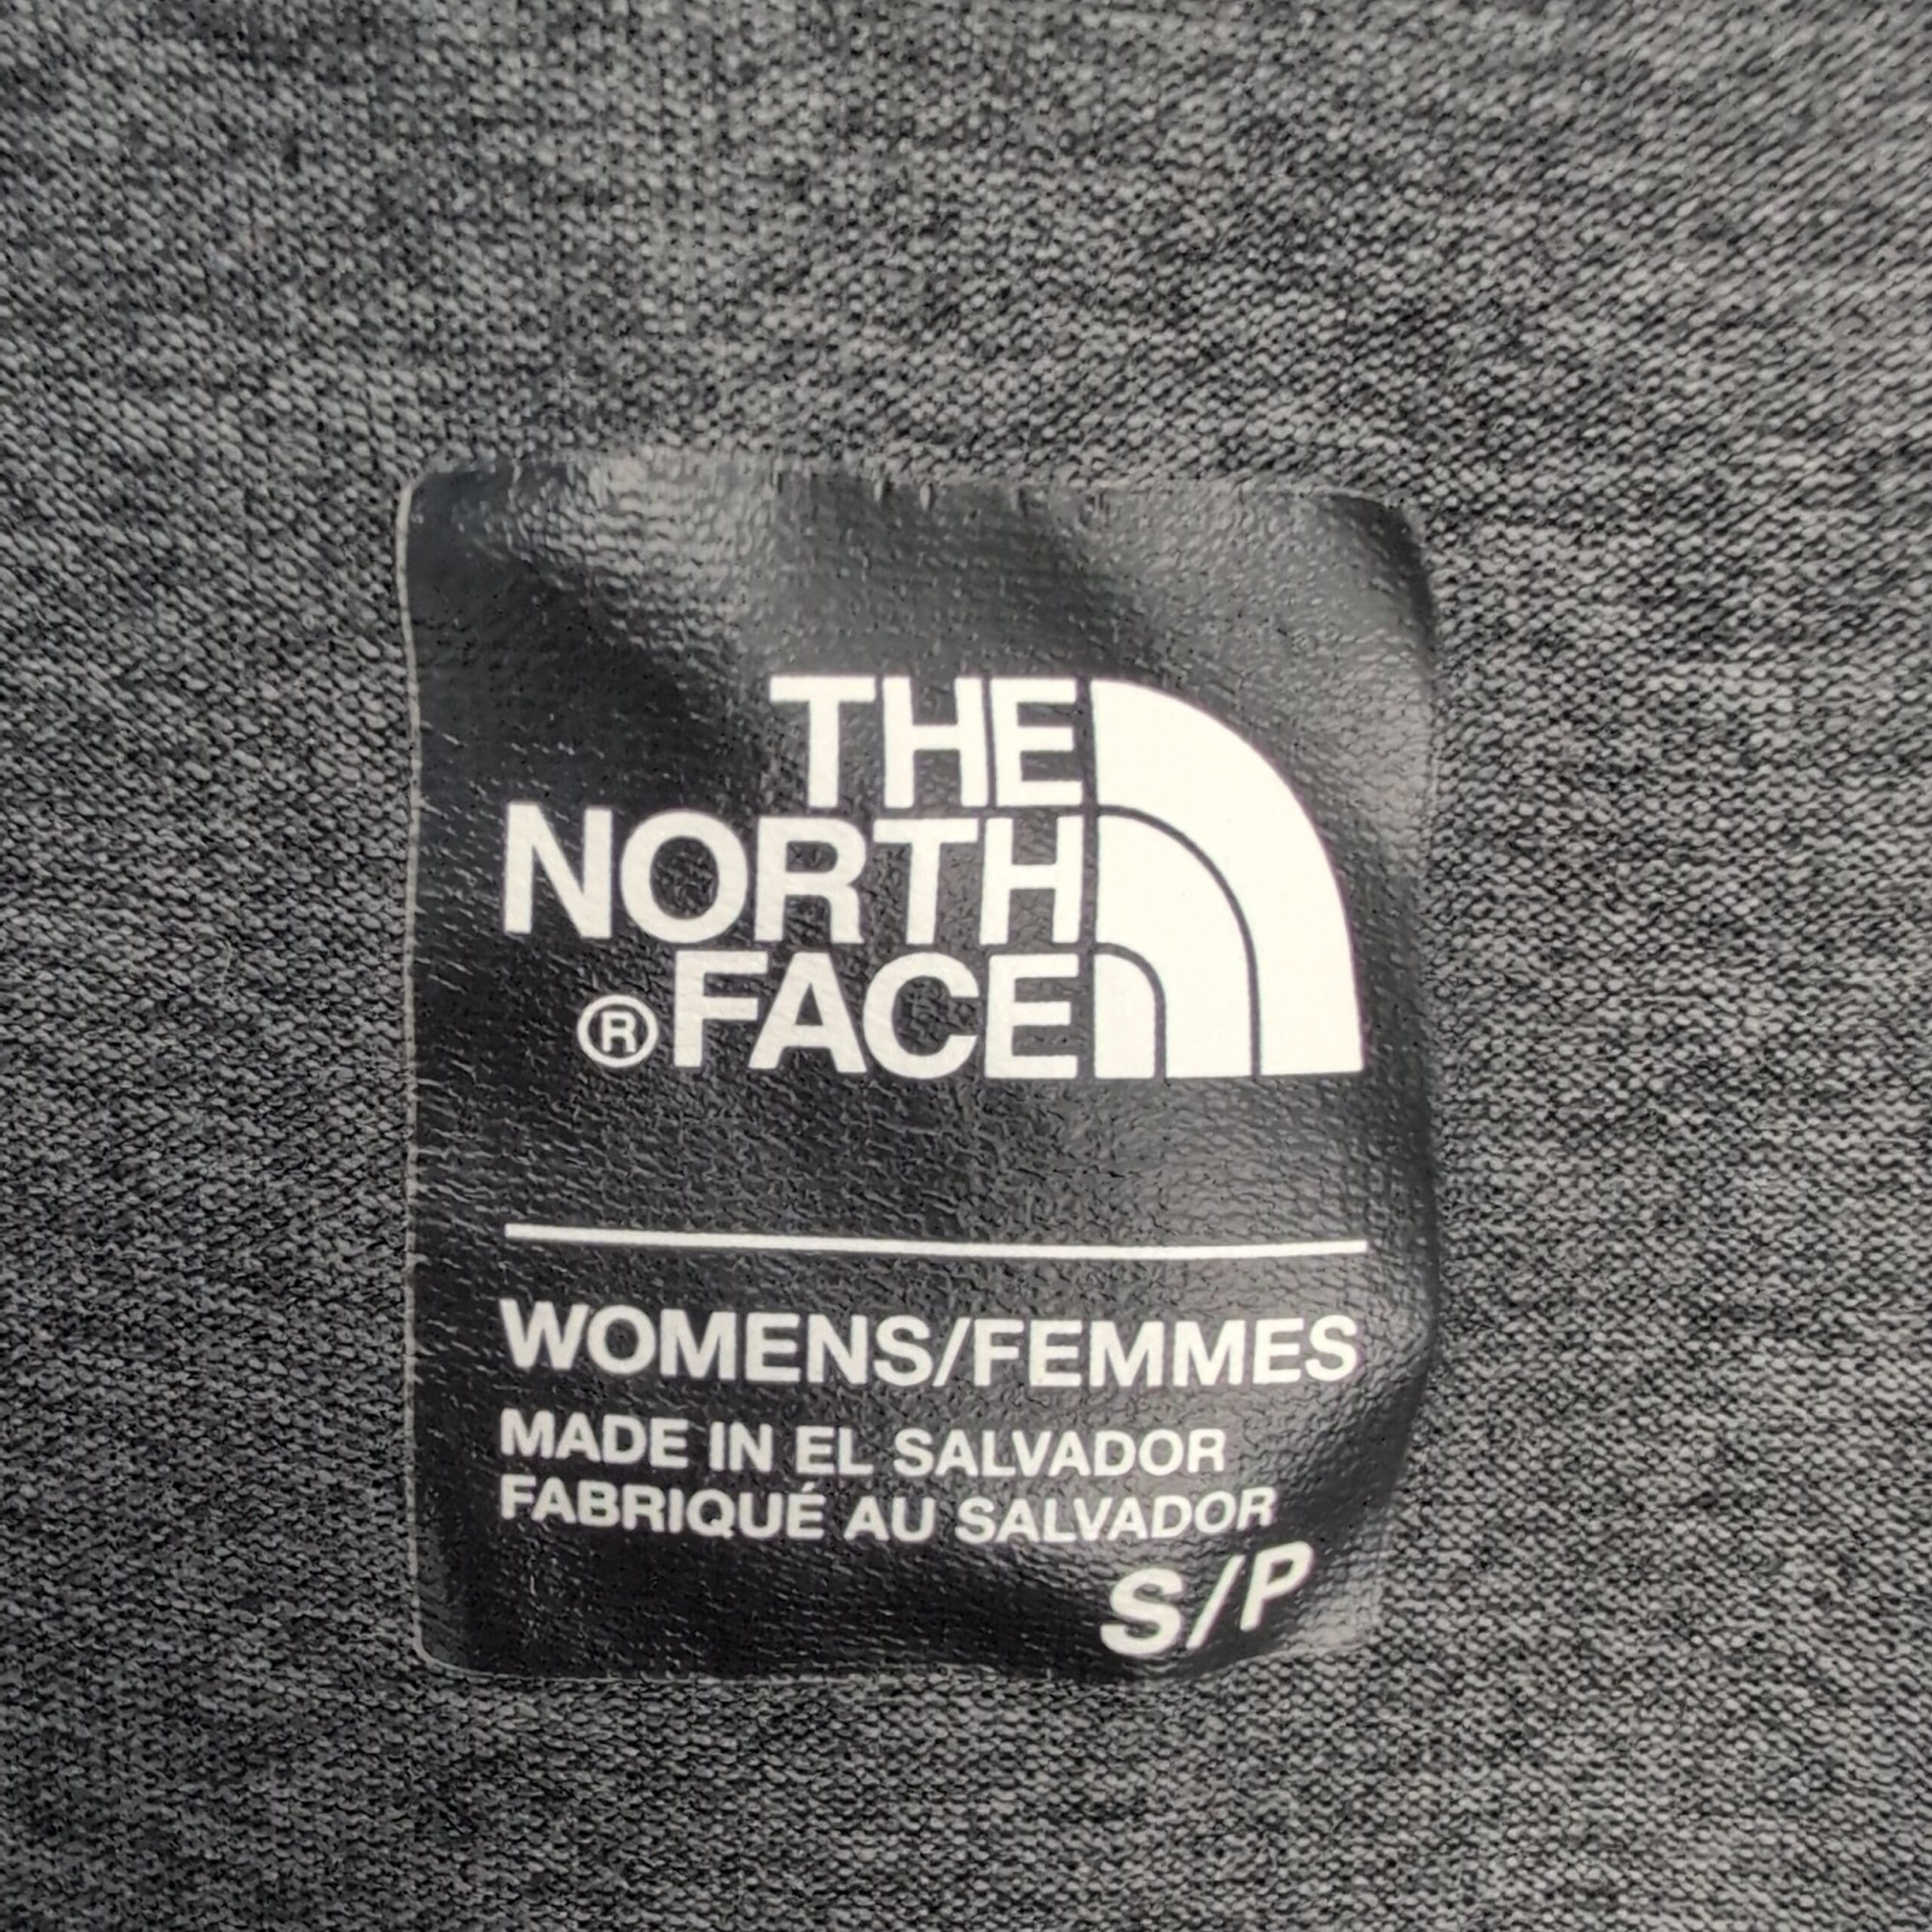 THE
NORTH
®FACE
WOMENS/FEMMES
MADE IN EL SALVADOR
FABRIQUÉ AU SALVADOR
S/P